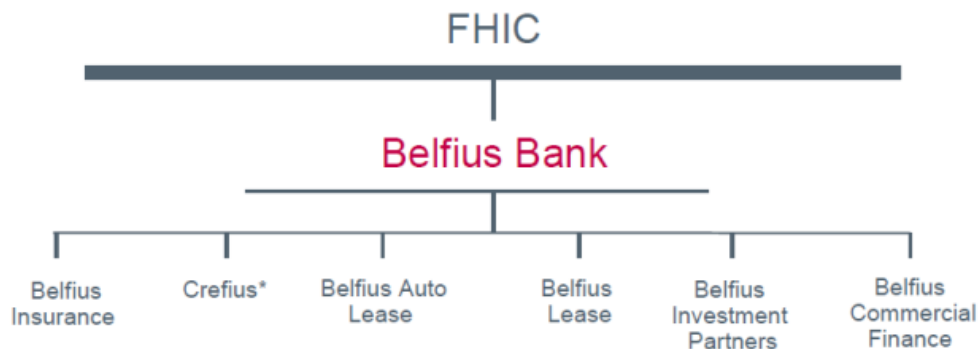 FHIC
Belfius Bank
Belfius
Insurance
Crefius*
Belfius Auto
Lease
Belfius
Lease
Belfius
Investment
Partners
Belfius
Commercial
Finance